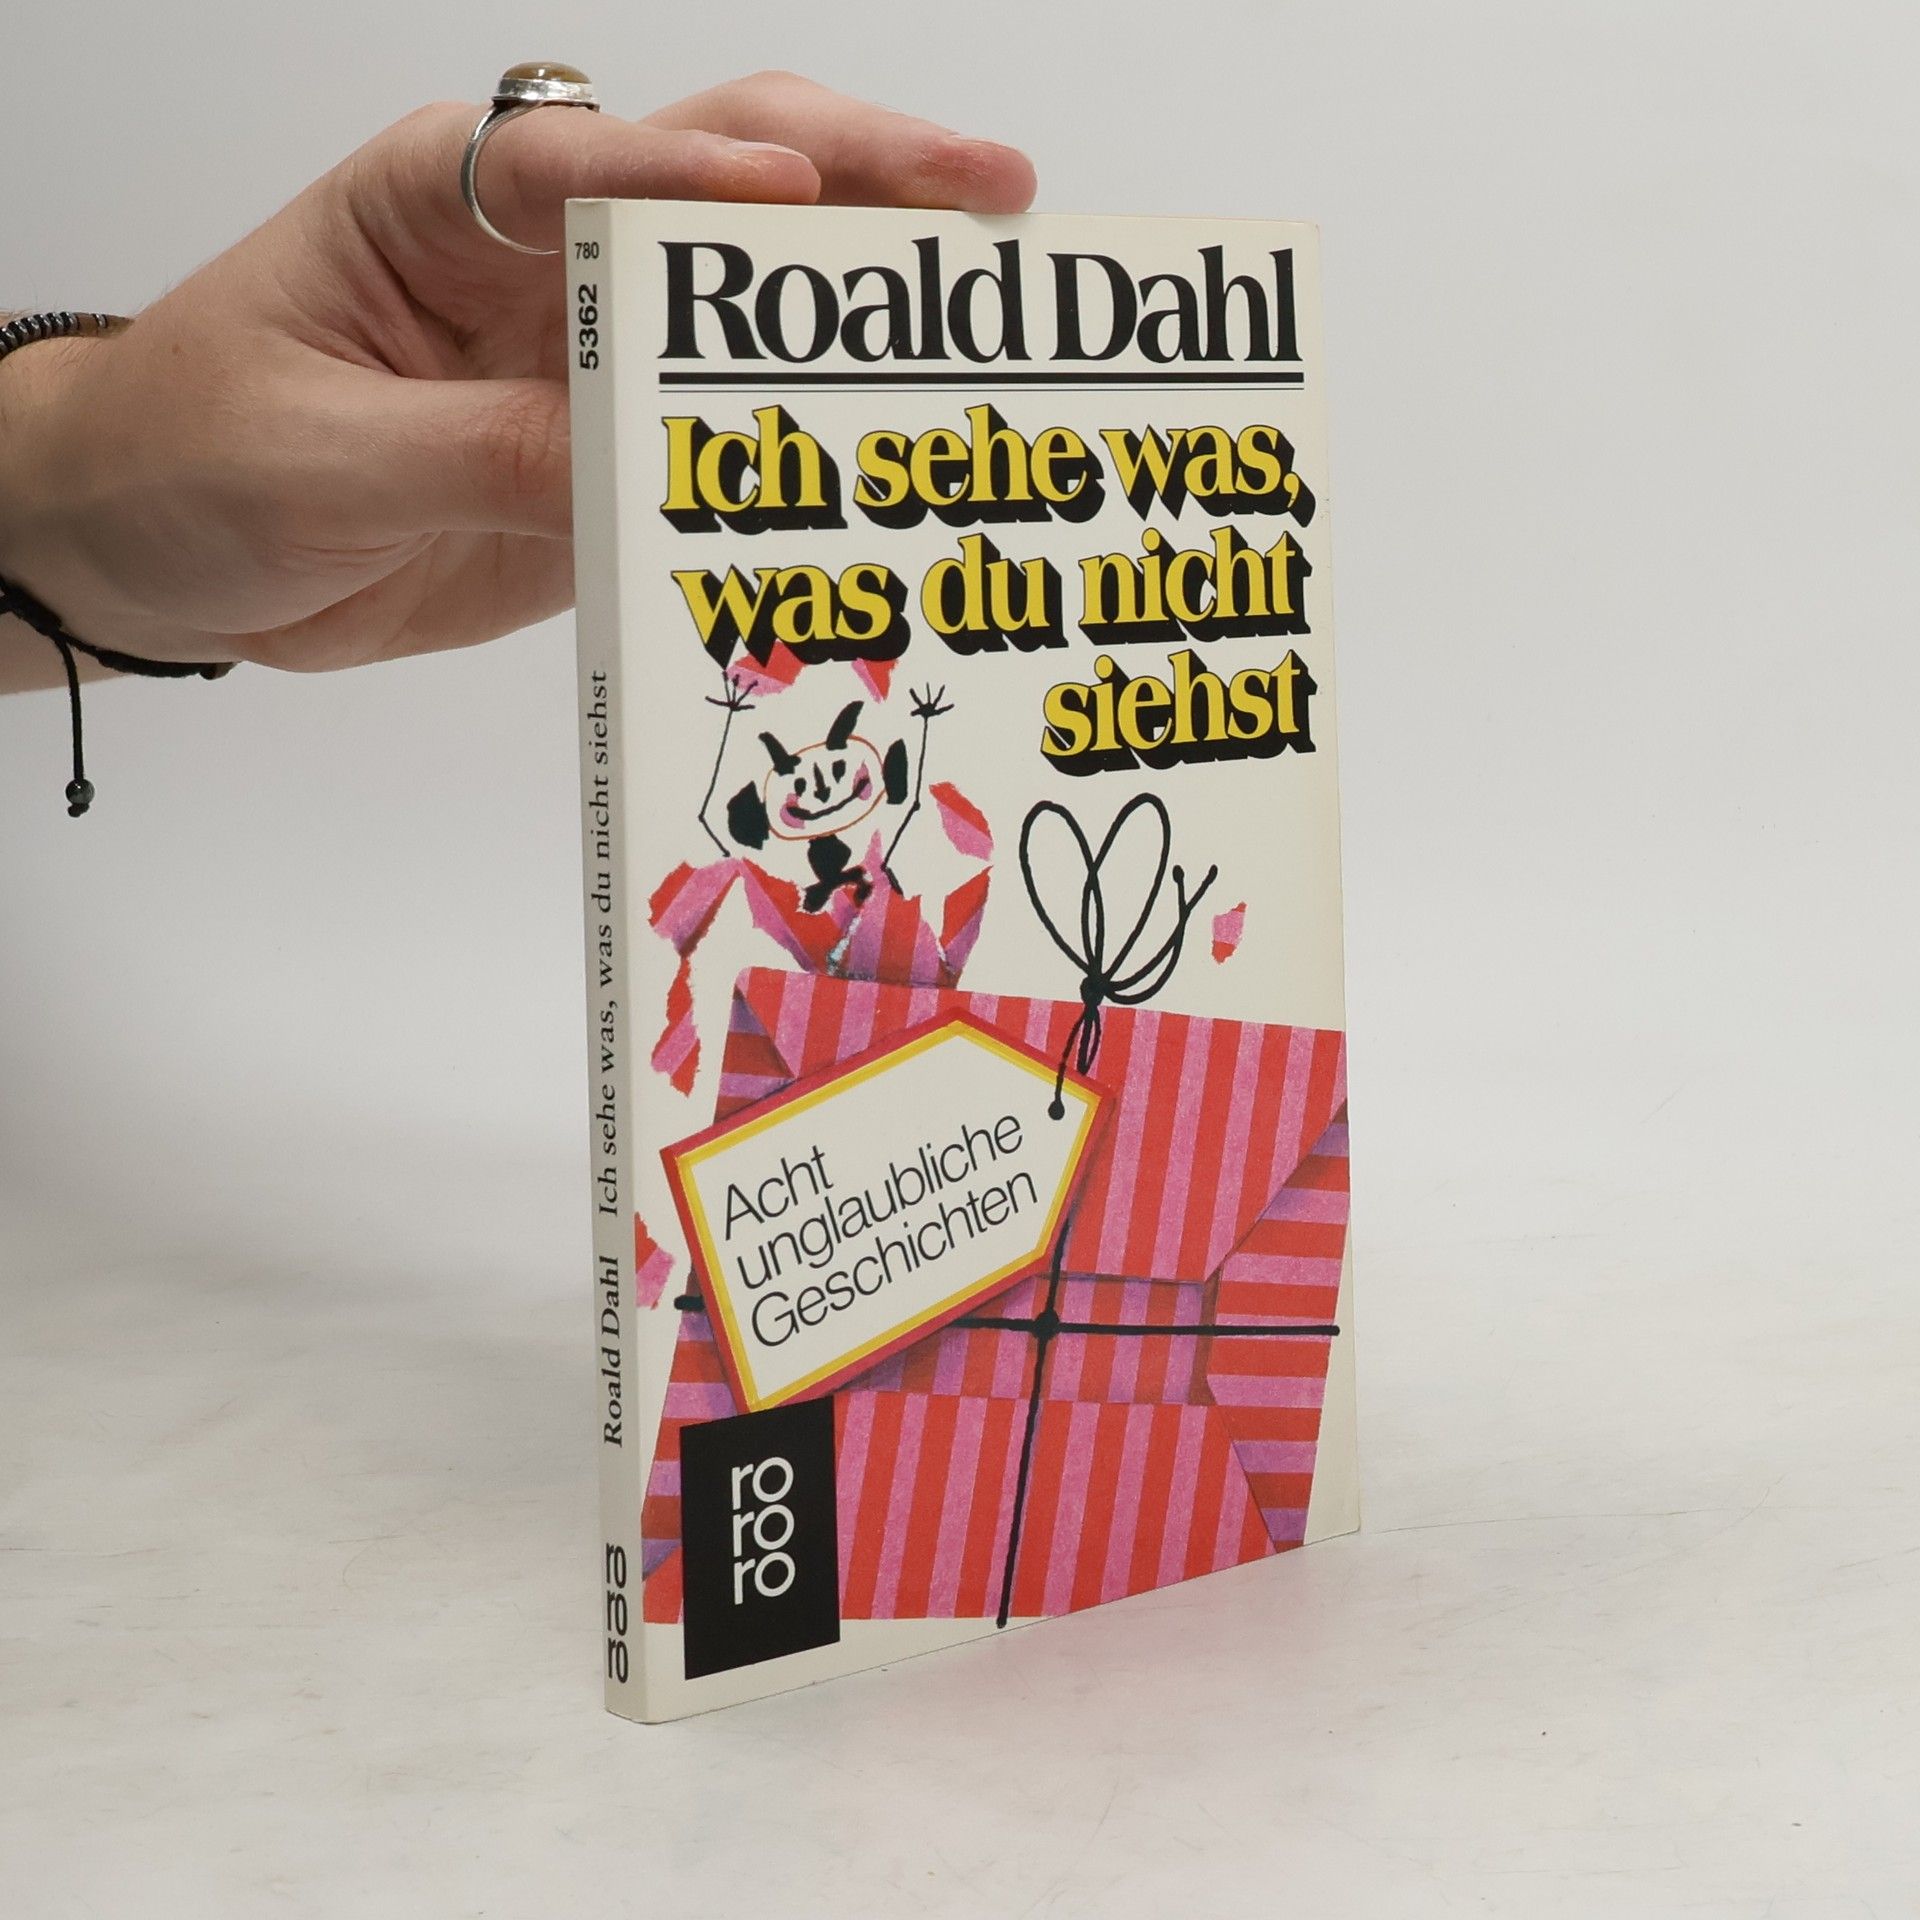 780
5362
Roald Dahl Ich sehe was, was du nicht siehst
ro
ro
ro
Roald Dahl
Ich sehe was,
was du nicht
siehst
Acht
unglaubliche
Geschichten
ro
ro
ro